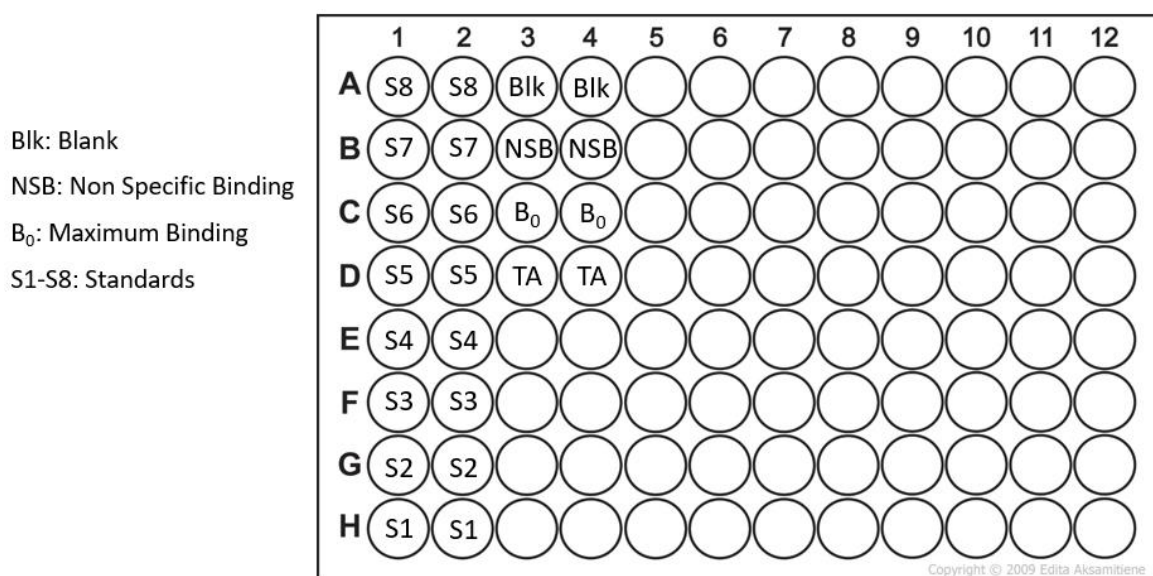 Blk: Blank
NSB: Non Specific Binding
B₀: Maximum Binding
S1-S8: Standards
1 2 3 4 5 6 7 8 9 10 11 12
A S8 S8 Blk Blk
B S7 S7 NSB NSB
C S6 S6 B₀ B₀
D S5 S5 TA TA
E S4 S4
F S3 S3
G S2 S2
H S1 S1
Copyright © 2009 Edita Aksamitiene